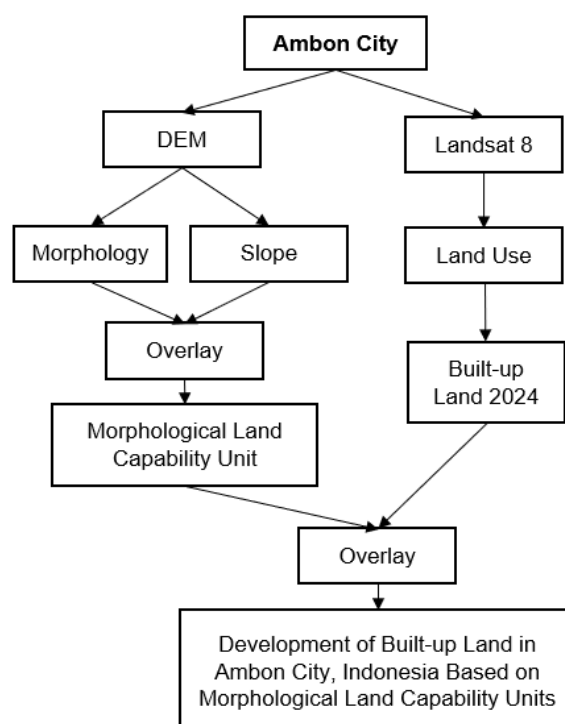 Ambon City
DEM
Landsat 8
Morphology
Slope
Land Use
Overlay
Built-up
Land 2024
Morphological Land
Capability Unit
Overlay
Development of Built-up Land in
Ambon City, Indonesia Based on
Morphological Land Capability Units